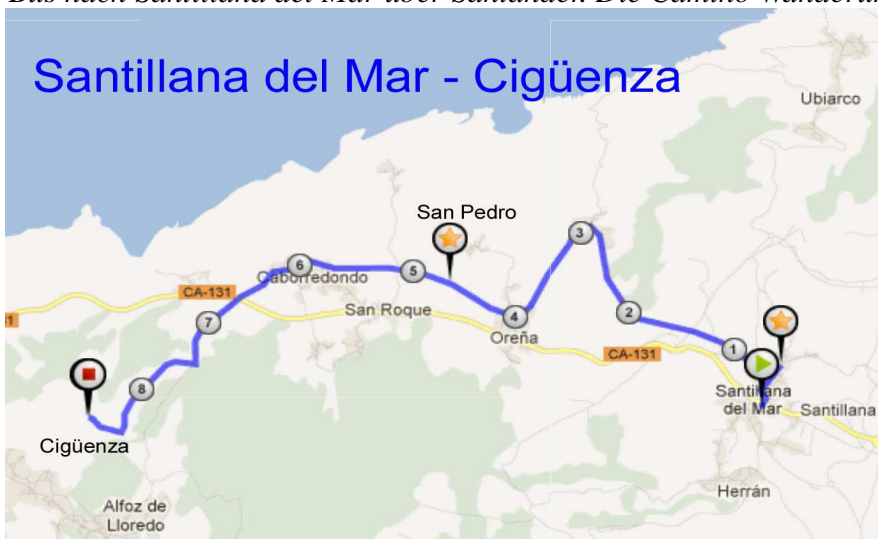 Bus nach Santillana del Mar über Santander. Die Camino-Wanderun
Santillana del Mar - Cigüenza
Ubiarco
San Pedro
3
6
5
Caborredondo
CA-131
San Roque
2
4
7
Oreña
CA-131
1
Santillana
del Mar
Santillana
8
Cigüenza
Herrán
Alfoz de
Lloredo